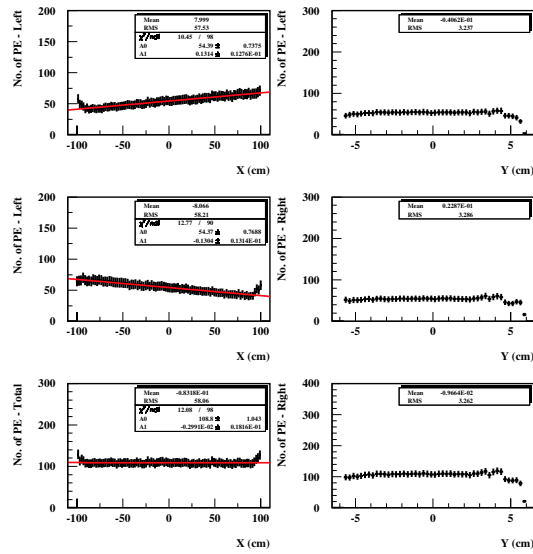 No. of PE - Left
200
150
100
50
0
Mean 7.999
RMS 57.53
χ²/ndf 10.45 / 98
A0 54.39 ± 0.7375
A1 0.1314 ± 0.1276E-01
-100 -50 0 50 100
X (cm)
No. of PE - Left
300
200
100
0
Mean -0.4062E-01
RMS 3.237
-5 0 5
Y (cm)
No. of PE - Left
200
150
100
50
0
Mean -8.066
RMS 58.21
χ²/ndf 12.77 / 90
A0 54.37 ± 0.7688
A1 -0.1304 ± 0.1314E-01
-100 -50 0 50 100
X (cm)
No. of PE - Right
300
200
100
0
Mean 0.2287E-01
RMS 3.286
-5 0 5
Y (cm)
No. of PE - Total
300
200
100
0
Mean -0.8318E-01
RMS 58.06
χ²/ndf 12.08 / 98
A0 108.8 ± 1.043
A1 -0.2991E-02 ± 0.1816E-01
-100 -50 0 50 100
X (cm)
No. of PE - Right
400
300
200
100
0
Mean -0.9664E-02
RMS 3.262
-5 0 5
Y (cm)